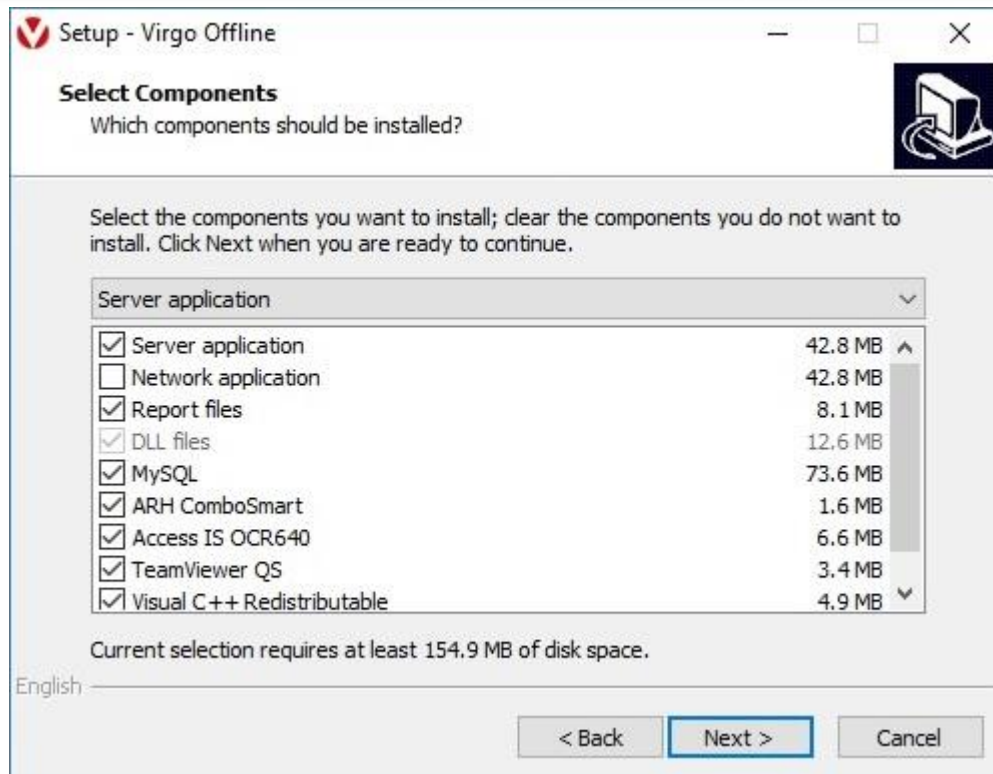 Setup - Virgo Offline
Select Components
Which components should be installed?
Select the components you want to install; clear the components you do not want to
install. Click Next when you are ready to continue.
Server application
Server application 42.8 MB
Network application 42.8 MB
Report files 8.1 MB
DLL files 12.6 MB
MySQL 73.6 MB
ARH ComboSmart 1.6 MB
Access IS OCR640 6.6 MB
TeamViewer QS 3.4 MB
Visual C++ Redistributable 4.9 MB
Current selection requires at least 154.9 MB of disk space.
English
< Back Next > Cancel